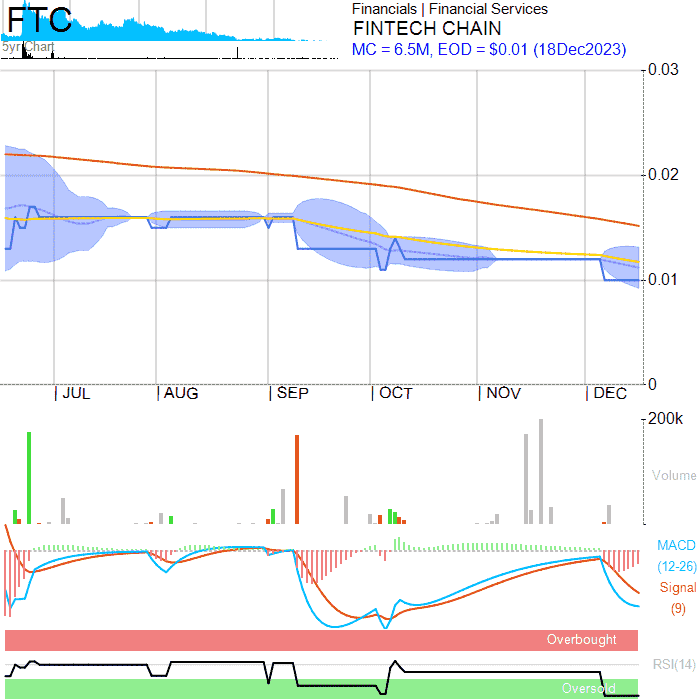 FTC
5yr Chart
Financials | Financial Services
FINTECH CHAIN
MC = 6.5M, EOD = $0.01 (18Dec2023)
0.03
0.02
0.01
0
| JUL | AUG | SEP | OCT | NOV | DEC
200k
Volume
MACD
(12-26)
Signal
(9)
Overbought
RSI(14)
Oversold